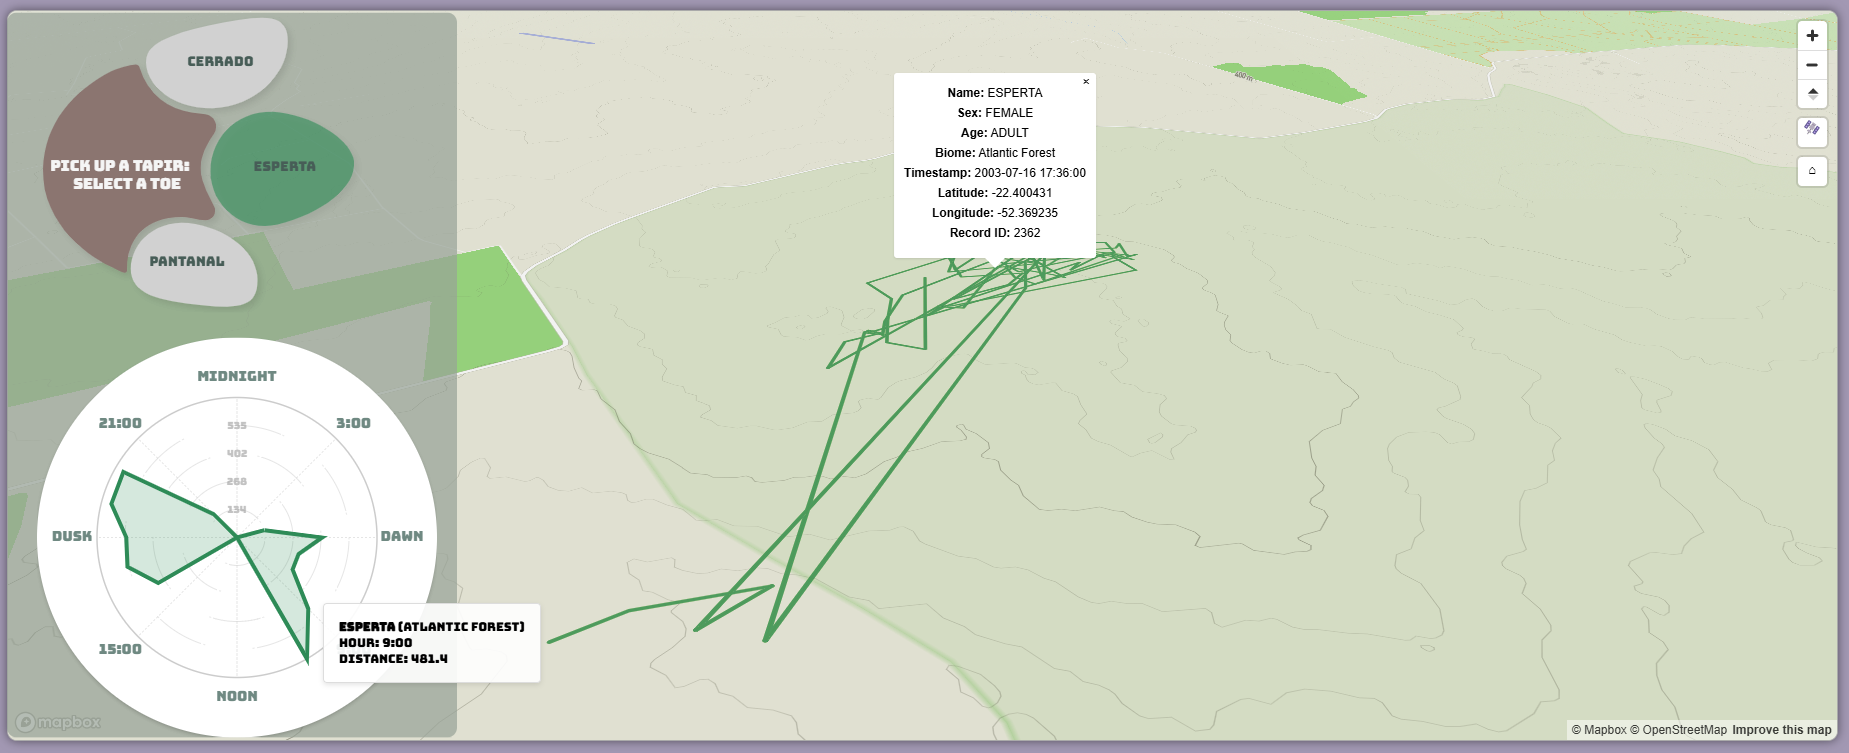 CERRADO
PICK UP A TAPIR:
SELECT A TOE
ESPERTA
PANTANAL
MIDNIGHT
21:00
3:00
535
402
268
134
DUSK
DAWN
15:00
NOON
ESPERTA (ATLANTIC FOREST)
HOUR: 9:00
DISTANCE: 481.4
mapbox
×
Name: ESPERTA
Sex: FEMALE
Age: ADULT
Biome: Atlantic Forest
Timestamp: 2003-07-16 17:36:00
Latitude: -22.400431
Longitude: -52.369235
Record ID: 2362
400 m
+
−
© Mapbox © OpenStreetMap Improve this map